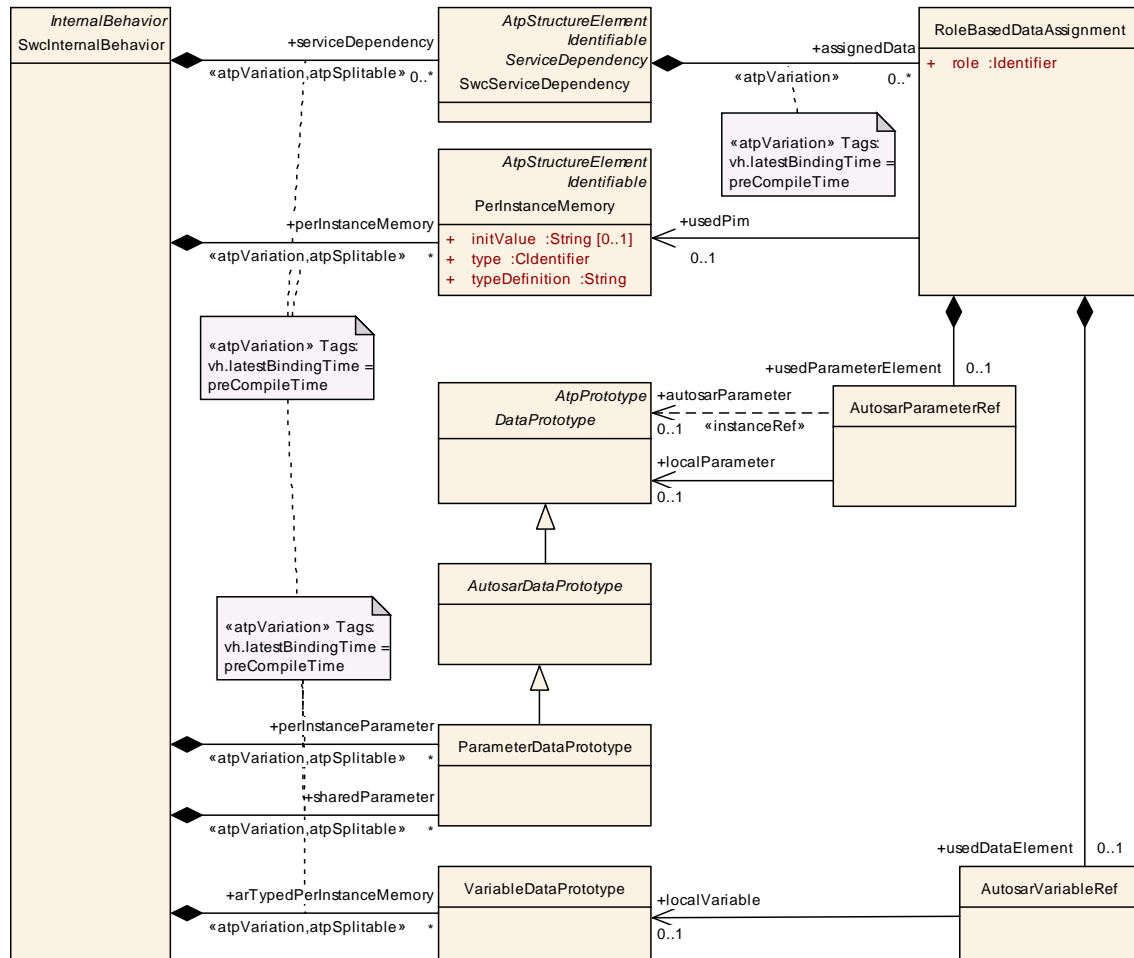 InternalBehavior
SwcInternalBehavior
+serviceDependency
«atpVariation,atpSplitable» 0..*
AtpStructureElement
Identifiable
ServiceDependency
SwcServiceDependency
+assignedData
«atpVariation»
0..*
RoleBasedDataAssignment
+ role :Identifier
«atpVariation» Tags:
vh.latestBindingTime =
preCompileTime
AtpStructureElement
Identifiable
PerInstanceMemory
+ initValue :String [0..1]
+ type :CIdentifier
+ typeDefinition :String
+perInstanceMemory
«atpVariation,atpSplitable» *
+usedPim
0..1
«atpVariation» Tags:
vh.latestBindingTime =
preCompileTime
+usedParameterElement 0..1
AtpPrototype
DataPrototype
+autosarParameter
0..1 «instanceRef»
AutosarParameterRef
+localParameter
0..1
AutosarDataPrototype
«atpVariation» Tags:
vh.latestBindingTime =
preCompileTime
+perInstanceParameter
«atpVariation,atpSplitable» *
ParameterDataPrototype
+sharedParameter
«atpVariation,atpSplitable» *
+usedDataElement 0..1
+arTypedPerInstanceMemory
«atpVariation,atpSplitable» *
VariableDataPrototype
+localVariable
0..1
AutosarVariableRef